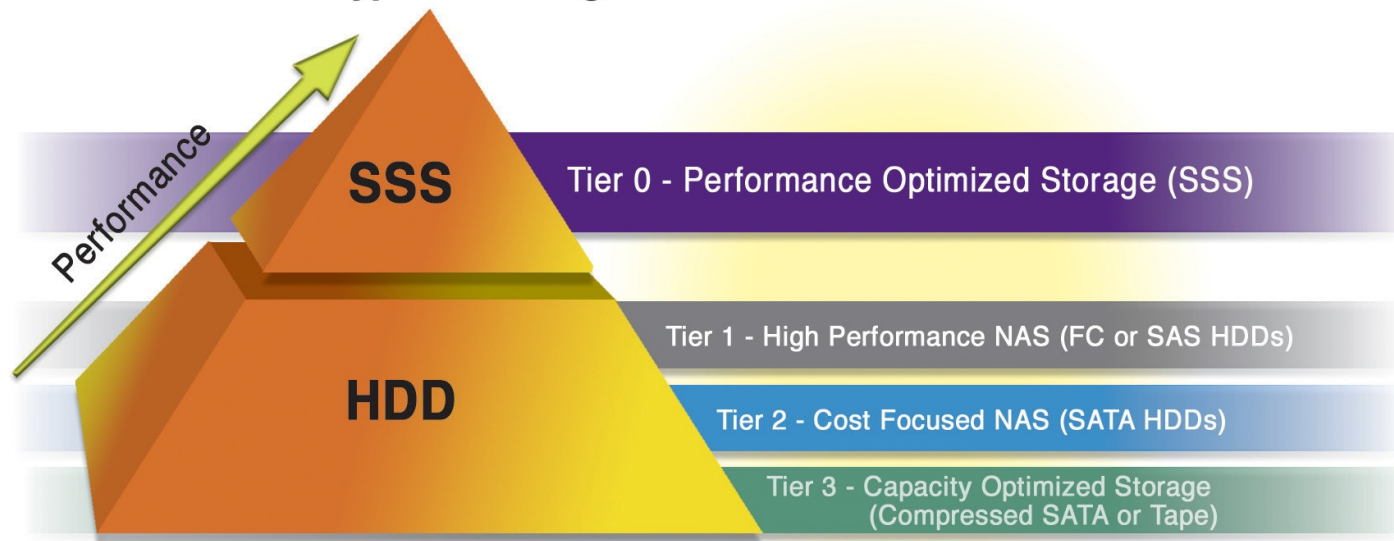 Performance
SSS
Tier 0 - Performance Optimized Storage (SSS)
Tier 1 - High Performance NAS (FC or SAS HDDs)
HDD
Tier 2 - Cost Focused NAS (SATA HDDs)
Tier 3 - Capacity Optimized Storage
(Compressed SATA or Tape)